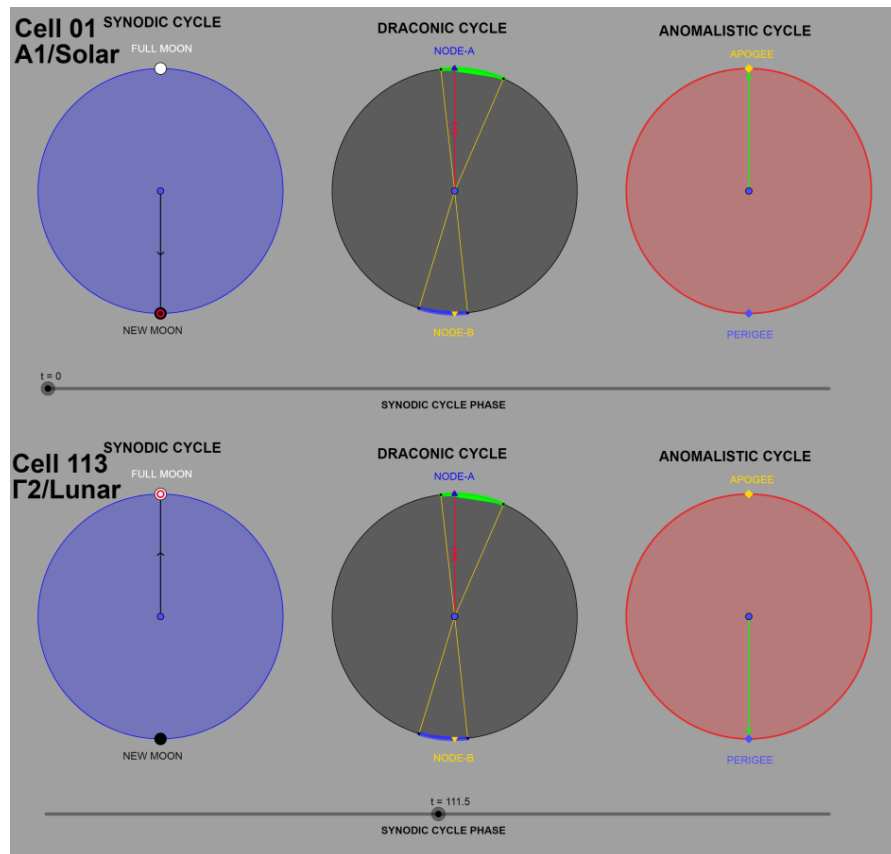 Cell 01
A1/Solar
SYNODIC CYCLE
FULL MOON
NEW MOON
DRACONIC CYCLE
NODE-A
NODE-B
ANOMALISTIC CYCLE
APOGEE
PERIGEE
t = 0
SYNODIC CYCLE PHASE
Cell 113
Γ2/Lunar
SYNODIC CYCLE
FULL MOON
NEW MOON
DRACONIC CYCLE
NODE-A
NODE-B
ANOMALISTIC CYCLE
APOGEE
PERIGEE
t = 111.5
SYNODIC CYCLE PHASE